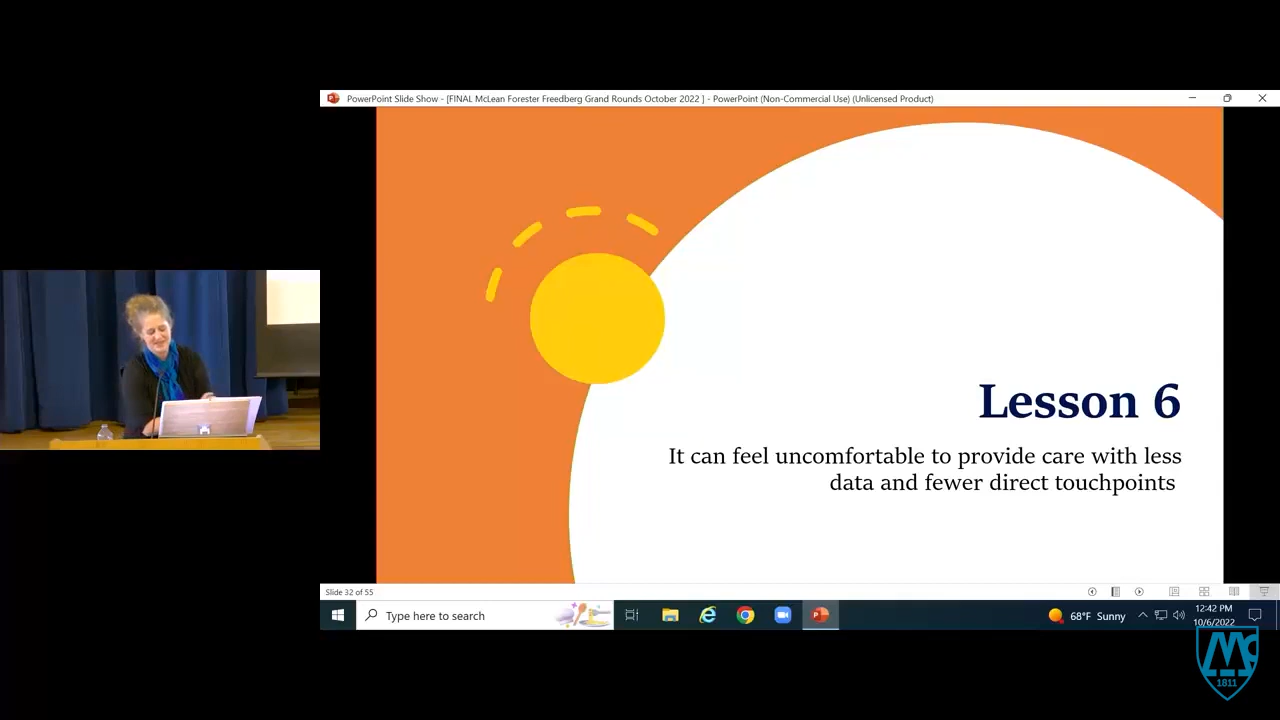 PowerPoint Slide Show - [FINAL McLean Forester Freedberg Grand Rounds October 2022 ] - PowerPoint (Non-Commercial Use) (Unlicensed Product)
Lesson 6
It can feel uncomfortable to provide care with less
data and fewer direct touchpoints
Slide 32 of 55
Type here to search
68°F Sunny
12:42 PM
10/6/2022
Mc
1811